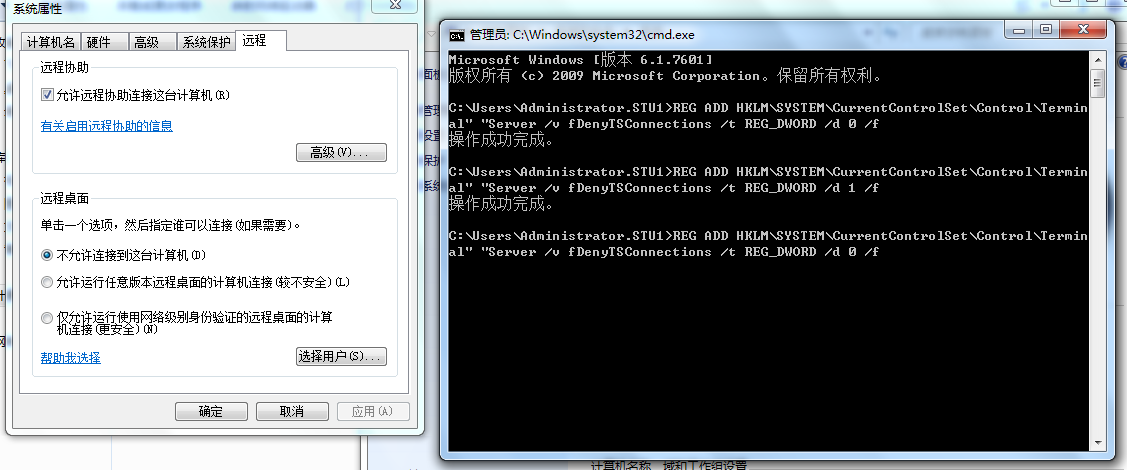 系统属性
计算机名
硬件
高级
系统保护
远程
远程协助
允许远程协助连接这台计算机(R)
有关启用远程协助的信息
高级(V)...
远程桌面
单击一个选项，然后指定谁可以连接(如果需要)。
不允许连接到这台计算机(D)
允许运行任意版本远程桌面的计算机连接(较不安全)(L)
仅允许运行使用网络级别身份验证的远程桌面的计算
机连接(更安全)(N)
帮助我选择
选择用户(S)...
确定
取消
应用(A)
管理员: C:\Windows\system32\cmd.exe
Microsoft Windows [版本 6.1.7601]
版权所有 (c) 2009 Microsoft Corporation。保留所有权利。
C:\Users\Administrator.STU1>REG ADD HKLM\SYSTEM\CurrentControlSet\Control\Termin
al" "Server /v fDenyTSConnections /t REG_DWORD /d 0 /f
操作成功完成。
C:\Users\Administrator.STU1>REG ADD HKLM\SYSTEM\CurrentControlSet\Control\Termin
al" "Server /v fDenyTSConnections /t REG_DWORD /d 1 /f
操作成功完成。
C:\Users\Administrator.STU1>REG ADD HKLM\SYSTEM\CurrentControlSet\Control\Termin
al" "Server /v fDenyTSConnections /t REG_DWORD /d 0 /f
计算机名称、域和工作组设置